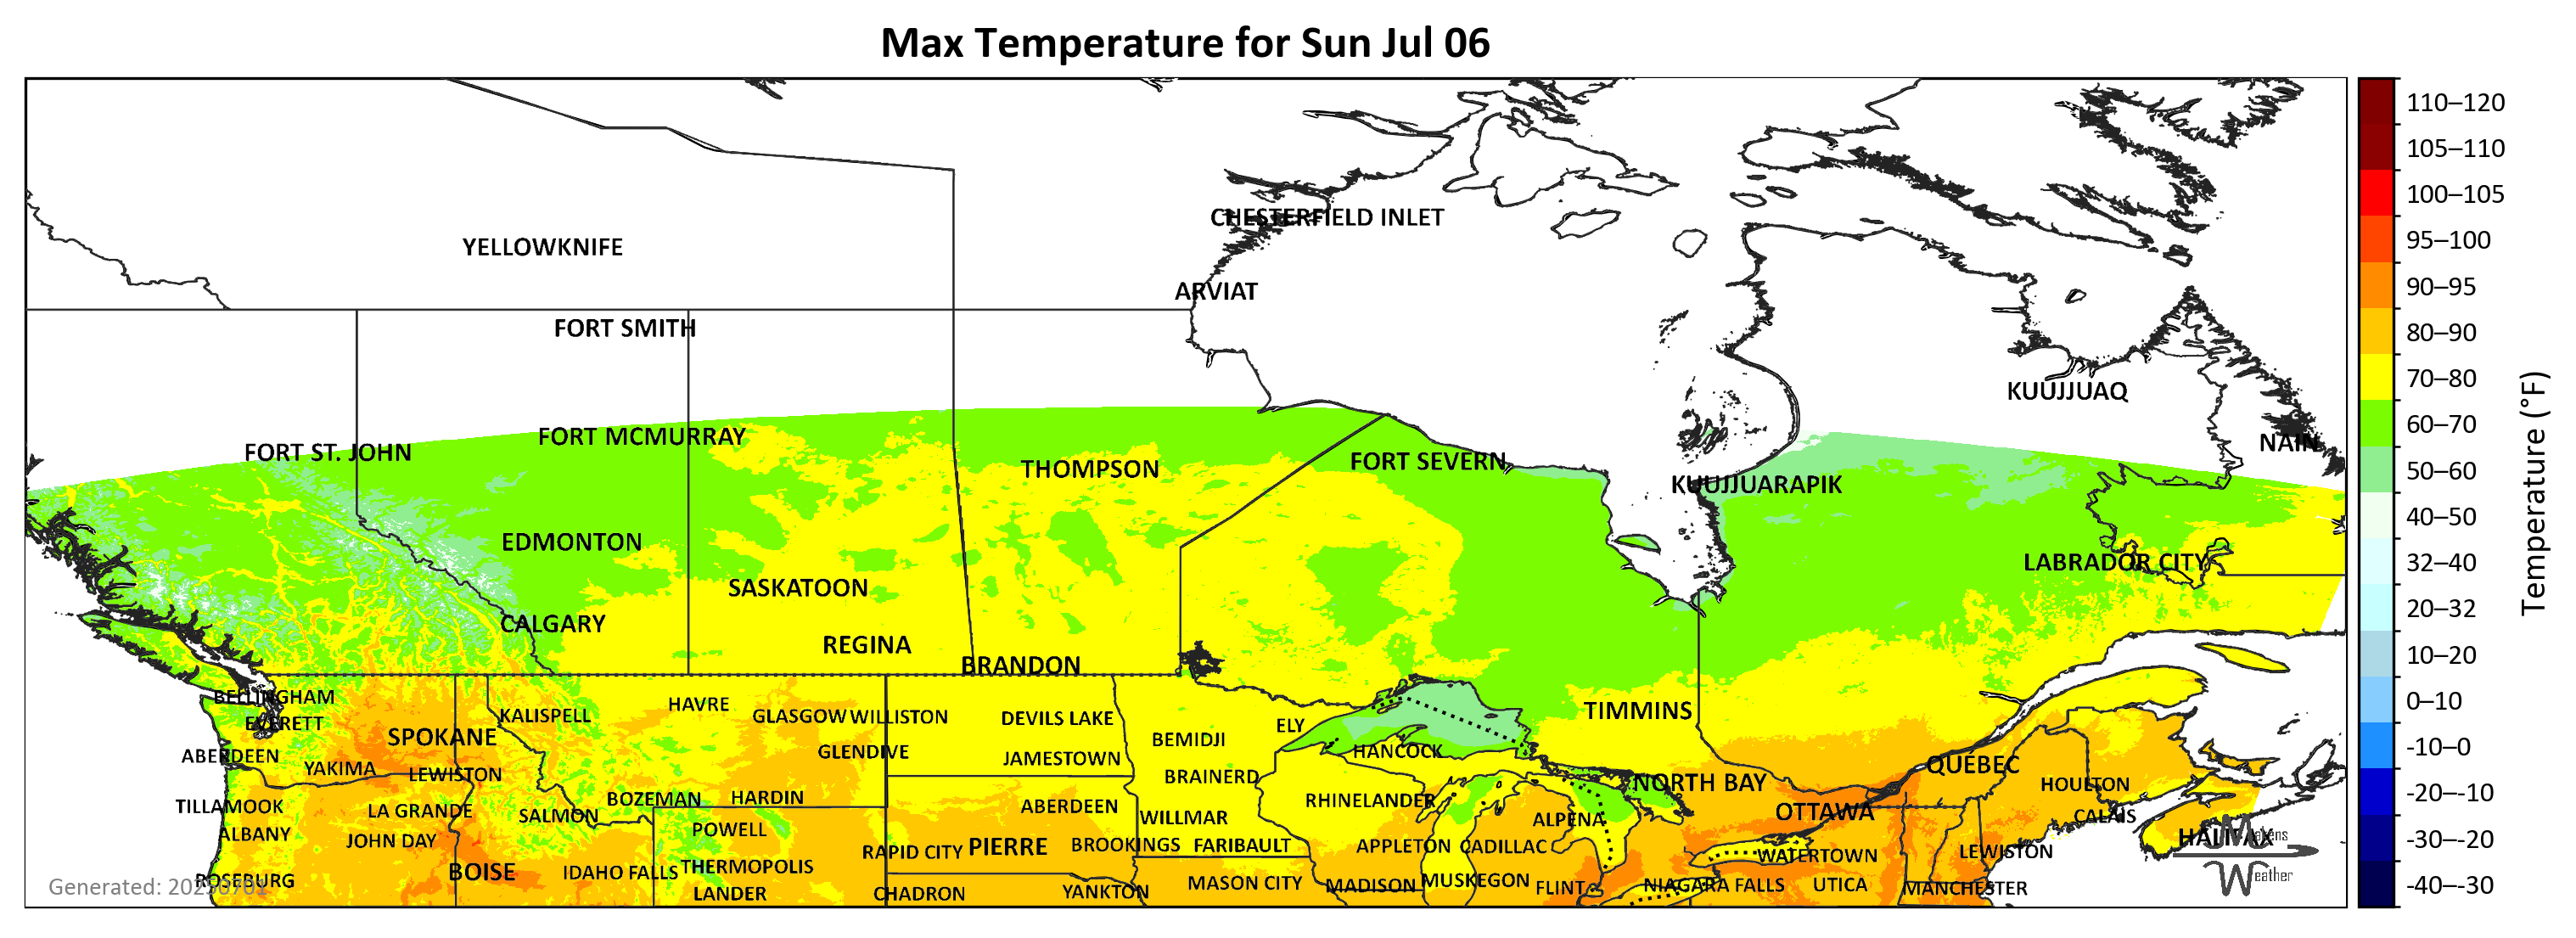 Max Temperature for Sun Jul 06
110–120
105–110
CHESTERFIELD INLET
100–105
YELLOWKNIFE
95–100
ARVIAT
90–95
FORT SMITH
80–90
KUUJJUAQ
70–80
FORT ST. JOHN
FORT MCMURRAY
NAIN
60–70
THOMPSON
FORT SEVERN
50–60
KUUJJUARAPIK
40–50
EDMONTON
LABRADOR CITY
32–40
SASKATOON
20–32
CALGARY
REGINA
BRANDON
10–20
BELLINGHAM
HAVRE
0–10
EVERETT
KALISPELL
GLASGOW
WILLISTON
DEVILS LAKE
ELY
TIMMINS
SPOKANE
BEMIDJI
-10–0
ABERDEEN
GLENDIVE
JAMESTOWN
HANCOCK
QUÉBEC
YAKIMA
LEWISTON
BRAINERD
NORTH BAY
HOULTON
-20–-10
TILLAMOOK
LA GRANDE
BOZEMAN
HARDIN
ABERDEEN
RHINELANDER
OTTAWA
SALMON
WILLMAR
ALPENA
CALAIS
ALBANY
JOHN DAY
POWELL
PIERRE
BROOKINGS
FARIBAULT
APPLETON
CADILLAC
HALIFAX
Makens
-30–-20
RAPID CITY
WATERTOWN
LEWISTON
BOISE
IDAHO FALLS
THERMOPOLIS
Weather
ROSEBURG
Generated: 20250701
LANDER
CHADRON
YANKTON
MASON CITY
MADISON
MUSKEGON
FLINT
NIAGARA FALLS
UTICA
MANCHESTER
-40–-30
Temperature (°F)